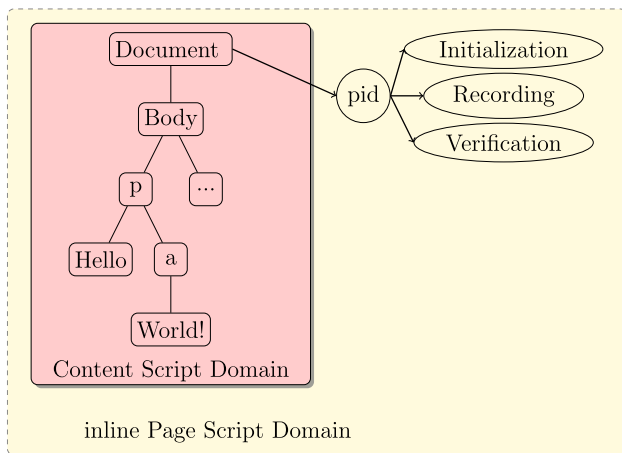 Document
Initialization
pid
Recording
Body
Verification
p
...
Hello
a
World!
Content Script Domain
inline Page Script Domain